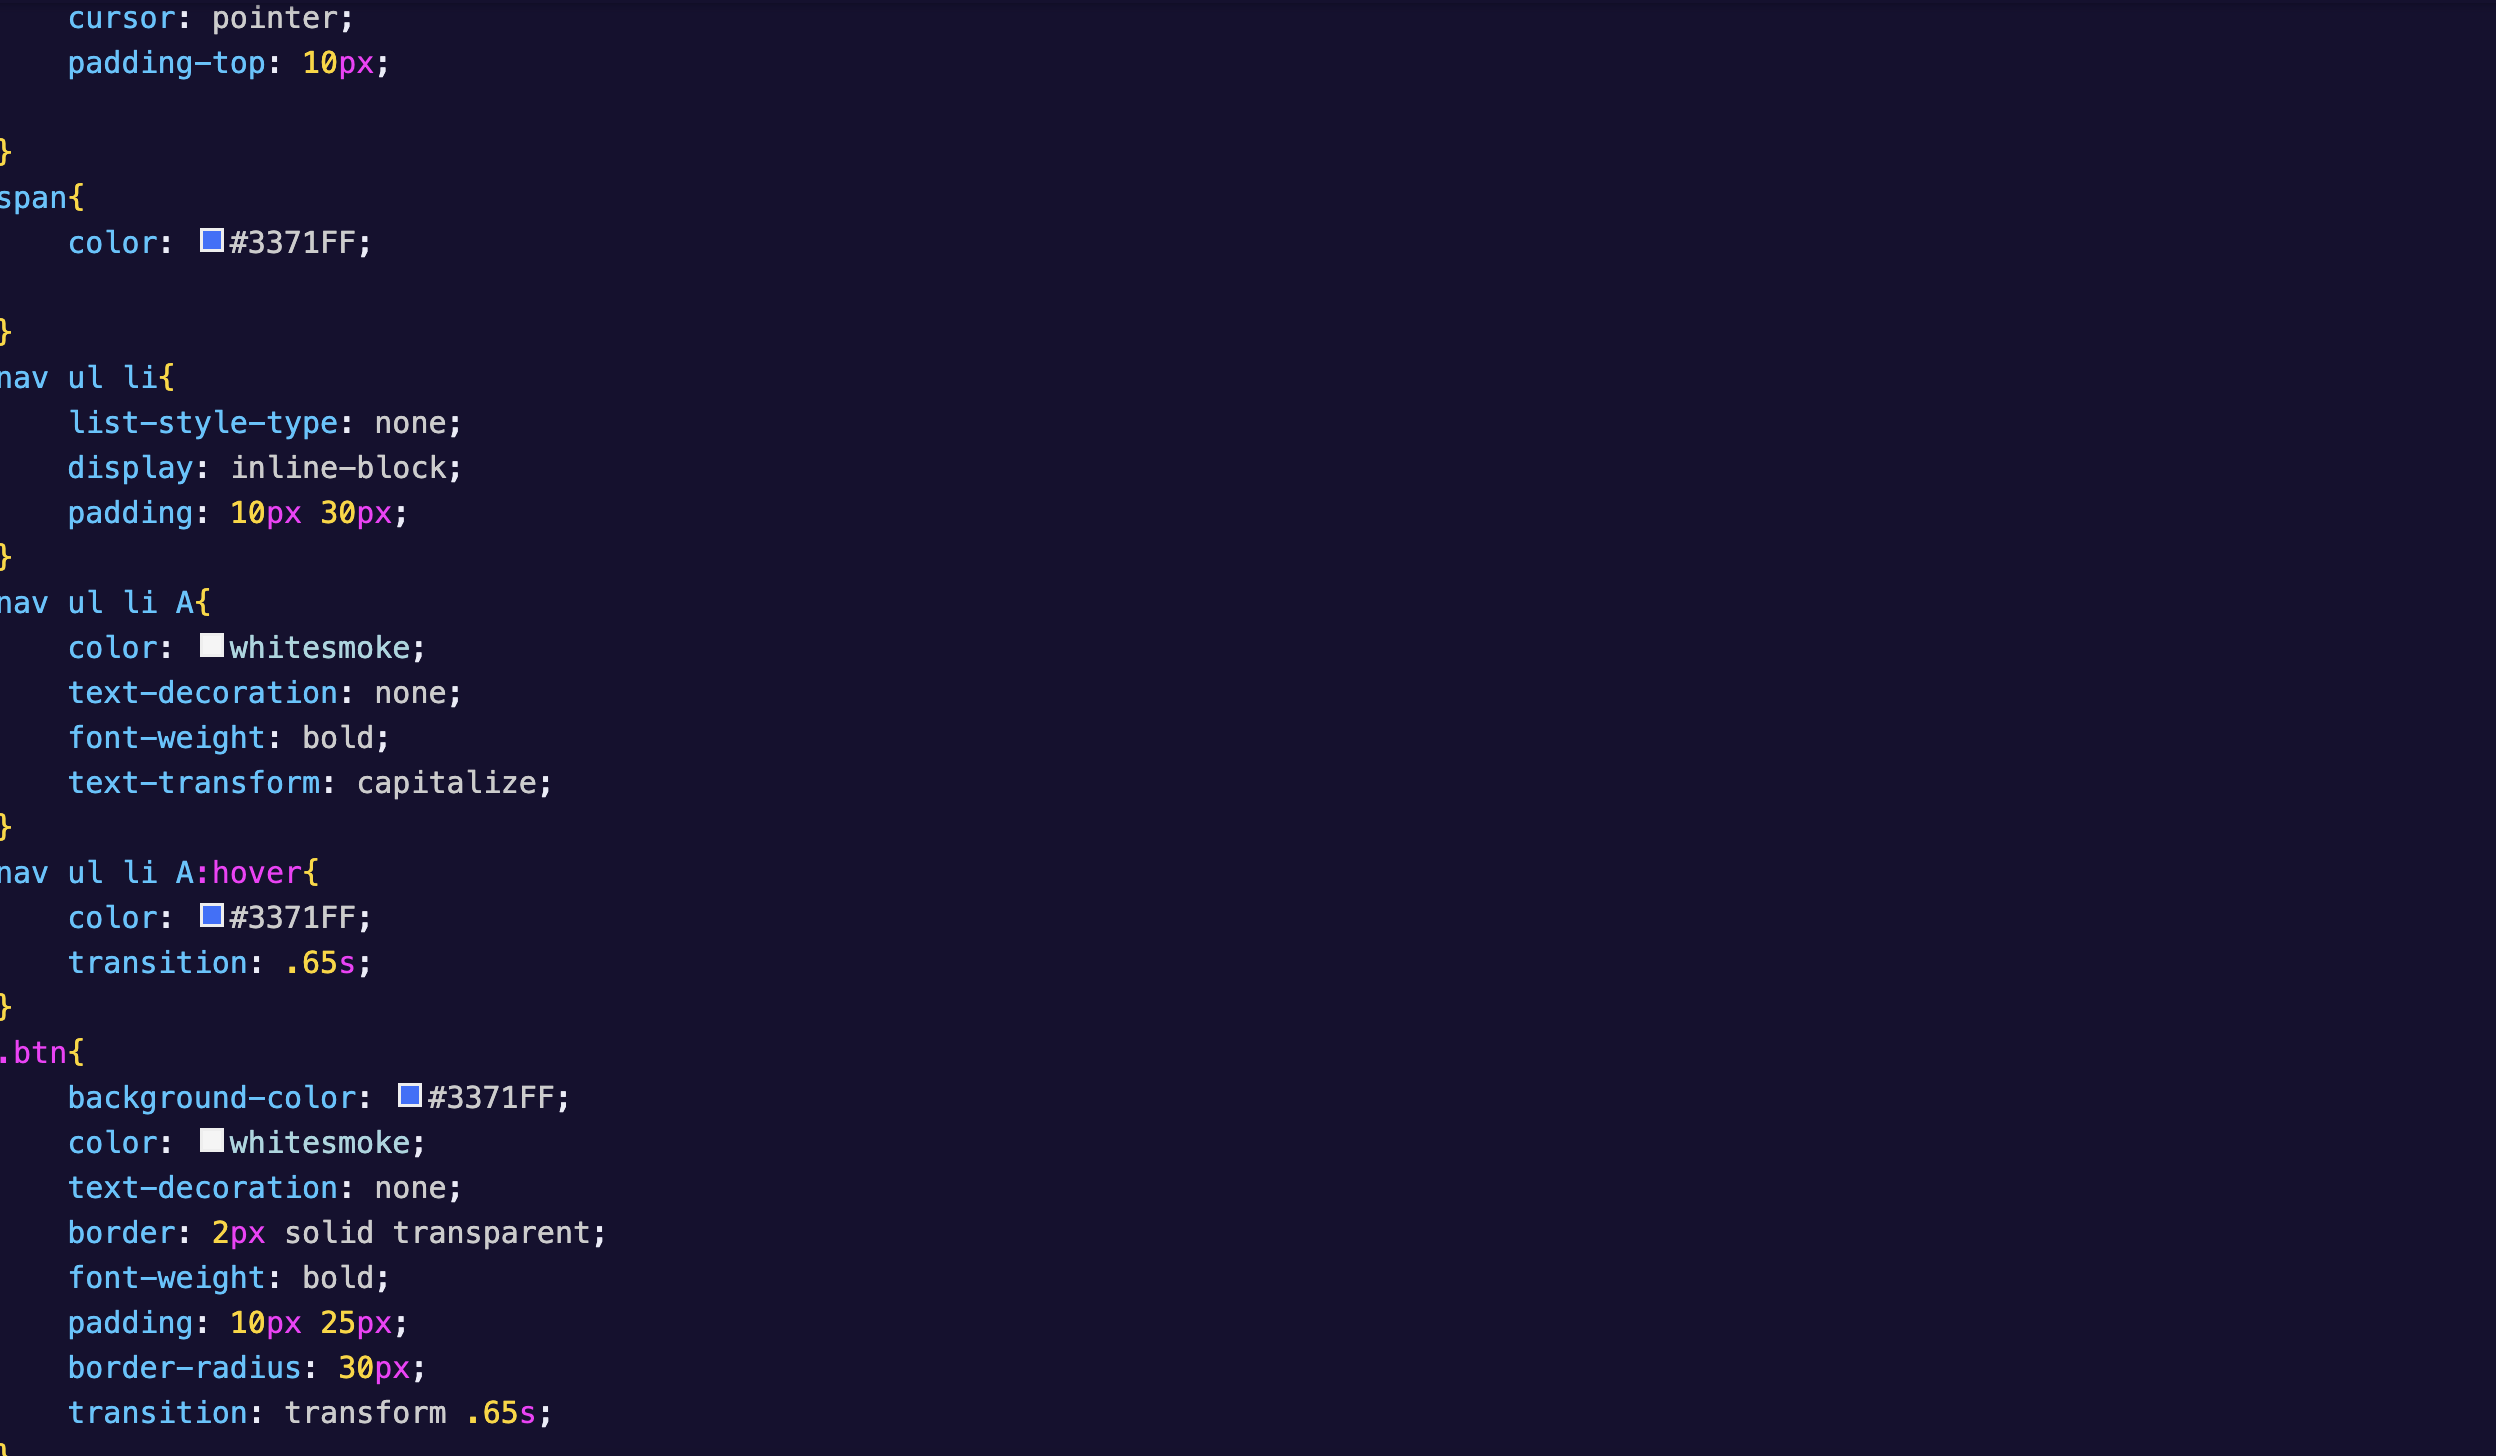 cursor: pointer;
padding-top: 10px;
}
span{
color: #3371FF;
}
nav ul li{
list-style-type: none;
display: inline-block;
padding: 10px 30px;
}
nav ul li A{
color: whitesmoke;
text-decoration: none;
font-weight: bold;
text-transform: capitalize;
}
nav ul li A:hover{
color: #3371FF;
transition: .65s;
}
.btn{
background-color: #3371FF;
color: whitesmoke;
text-decoration: none;
border: 2px solid transparent;
font-weight: bold;
padding: 10px 25px;
border-radius: 30px;
transition: transform .65s;
}